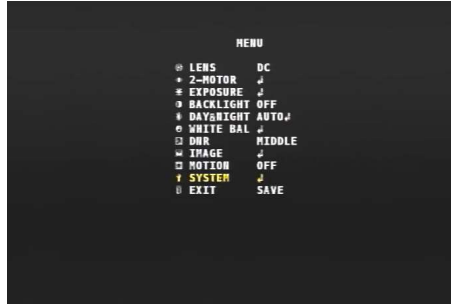 MENU
LENS DC
2-MOTOR ↲
EXPOSURE ↲
BACKLIGHT OFF
DAY&NIGHT AUTO↲
WHITE BAL ↲
DNR MIDDLE
IMAGE ↲
MOTION OFF
SYSTEM ↲
EXIT SAVE